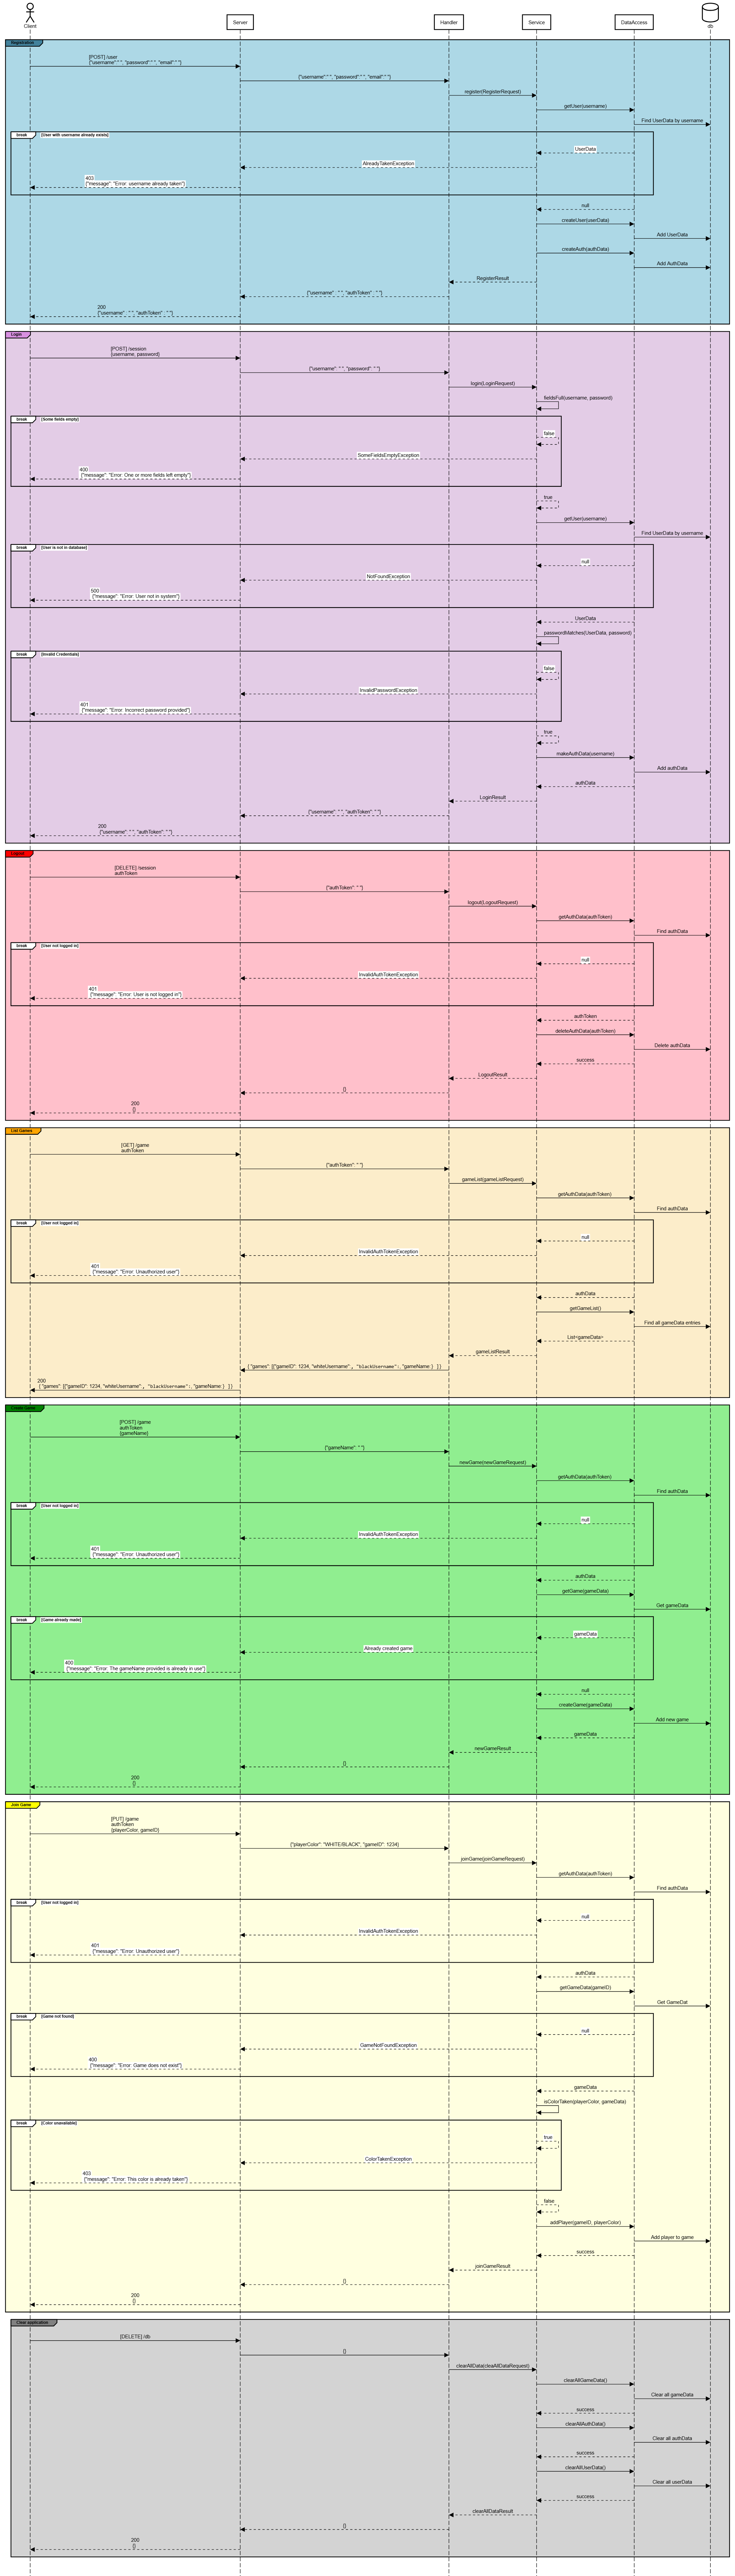 Client
Server
Handler
Service
DataAccess
db
Registration
[POST] /user
{"username":" ", "password":" ", "email":" "}
{"username":" ", "password":" ", "email":" "}
register(RegisterRequest)
getUser(username)
Find UserData by username
break
[User with username already exists]
UserData
AlreadyTakenException
403
{"message": "Error: username already taken"}
null
createUser(userData)
Add UserData
createAuth(authData)
Add AuthData
RegisterResult
{"username" : " ", "authToken" : " "}
200
{"username" : " ", "authToken" : " "}
Login
[POST] /session
{username, password}
{"username": " ", "password": " "}
login(LoginRequest)
fieldsFull(username, password)
break
[Some fields empty]
false
SomeFieldsEmptyException
400
{"message": "Error: One or more fields left empty"}
true
getUser(username)
Find UserData by username
break
[User is not in database]
null
NotFoundException
500
{"message": "Error: User not in system"}
UserData
passwordMatches(UserData, password)
break
[Invalid Credentials]
false
InvalidPasswordException
401
{"message": "Error: Incorrect password provided"}
true
makeAuthData(username)
Add authData
authData
LoginResult
{"username": " ", "authToken": " "}
200
{"username": " ", "authToken": " "}
Logout
[DELETE] /session
authToken
{"authToken": " "}
logout(LogoutRequest)
getAuthData(authToken)
Find authData
break
[User not logged in]
null
InvalidAuthTokenException
401
{"message": "Error: User is not logged in"}
authToken
deleteAuthData(authToken)
Delete authData
success
LogoutResult
{}
200
{}
List Games
[GET] /game
authToken
{"authToken": " "}
gameList(gameListRequest)
getAuthData(authToken)
Find authData
break
[User not logged in]
null
InvalidAuthTokenException
401
{"message": "Error: Unauthorized user"}
authData
getGameList()
Find all gameData entries
List<gameData>
gameListResult
{ "games": [{"gameID": 1234, "whiteUsername":, "blackUsername":, "gameName:} ] }
200
{ "games": [{"gameID": 1234, "whiteUsername":, "blackUsername":, "gameName:} ] }
Create Game
[POST] /game
authToken
{gameName}
{"gameName": " "}
newGame(newGameRequest)
getAuthData(authToken)
Find authData
break
[User not logged in]
null
InvalidAuthTokenException
401
{"message": "Error: Unauthorized user"}
authData
getGame(gameData)
Get gameData
break
[Game already made]
gameData
Already created game
400
{"message": "Error: The gameName provided is already in use"}
null
createGame(gameData)
Add new game
gameData
newGameResult
{}
200
{}
Join Game
[PUT] /game
authToken
{playerColor, gameID}
{"playerColor": "WHITE/BLACK", "gameID": 1234}
joinGame(joinGameRequest)
getAuthData(authToken)
Find authData
break
[User not logged in]
null
InvalidAuthTokenException
401
{"message": "Error: Unauthorized user"}
authData
getGameData(gameID)
Get GameDat
break
[Game not found]
null
GameNotFoundException
400
{"message": "Error: Game does not exist"}
gameData
isColorTaken(playerColor, gameData)
break
[Color unavailable]
true
ColorTakenException
403
{"message": "Error: This color is already taken"}
false
addPlayer(gameID, playerColor)
Add player to game
success
joinGameResult
{}
200
{}
Clear application
[DELETE] /db
{}
clearAllData(cleaAllDataRequest)
clearAllGameData()
Clear all gameData
success
clearAllAuthData()
Clear all authData
success
clearAllUserData()
Clear all userData
success
clearAllDataResult
{}
200
{}